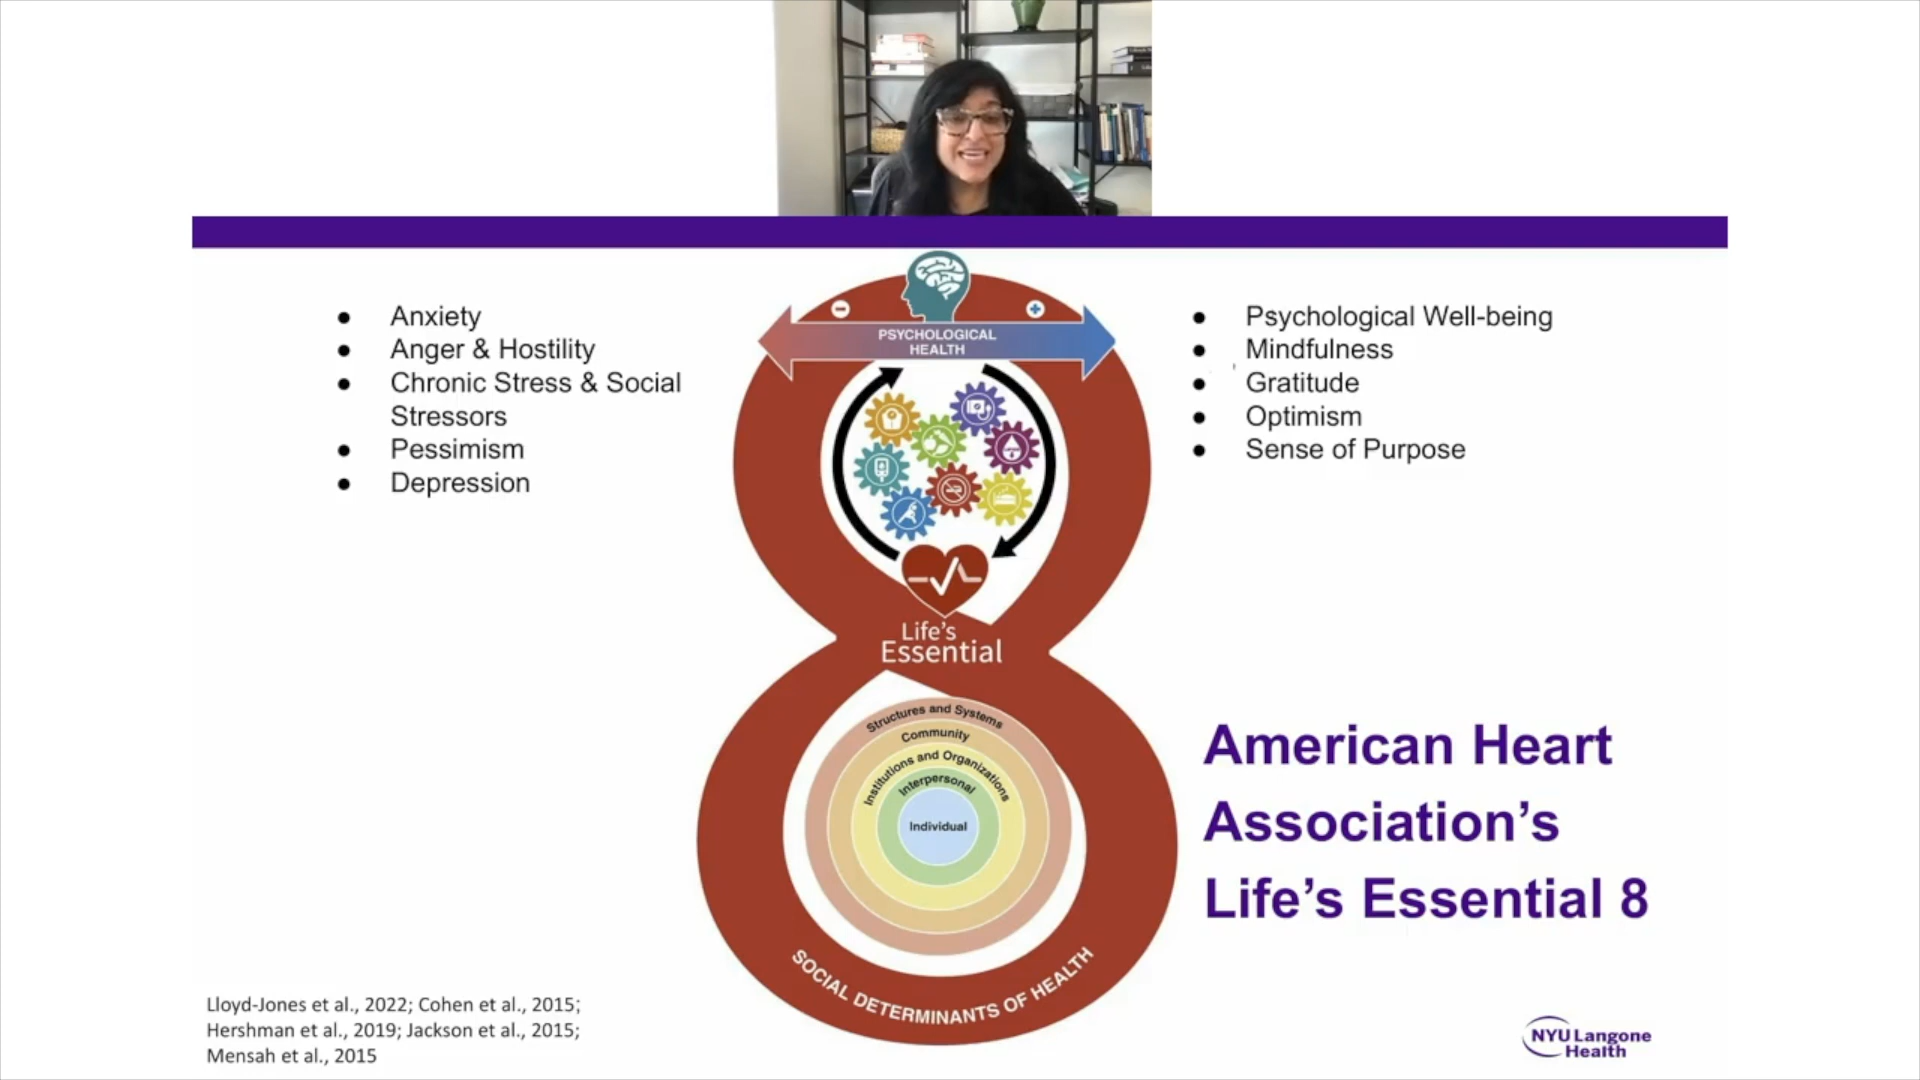 Anxiety
Anger & Hostility
Chronic Stress & Social
Stressors
Pessimism
Depression
PSYCHOLOGICAL
HEALTH
Psychological Well-being
Mindfulness
Gratitude
Optimism
Sense of Purpose
Life's
Essential
Structures and Systems
Community
Institutions and Organizations
Interpersonal
Individual
SOCIAL DETERMINANTS OF HEALTH
American Heart
Association’s
Life’s Essential 8
Lloyd-Jones et al., 2022; Cohen et al., 2015;
Hershman et al., 2019; Jackson et al., 2015;
Mensah et al., 2015
NYU Langone
Health